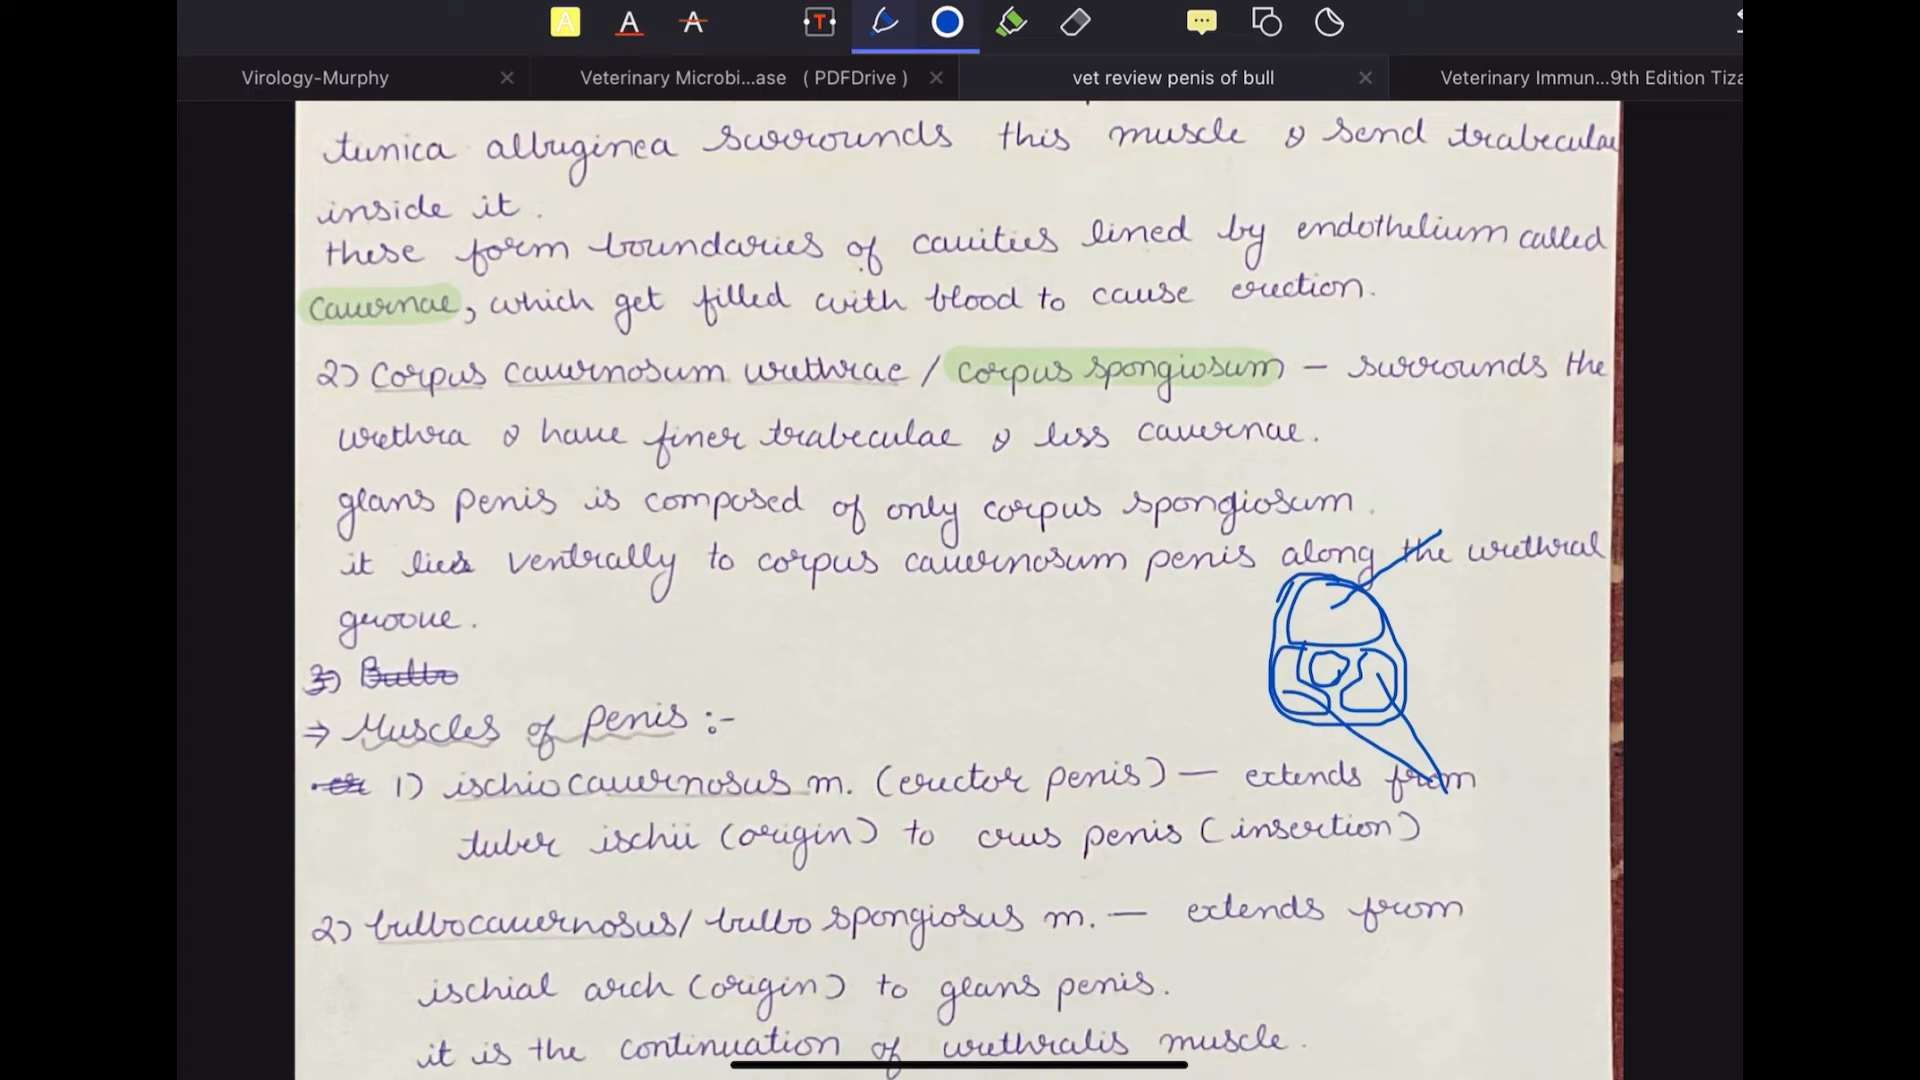 A A A T
Virology-Murphy × Veterinary Microbi...ase ( PDFDrive ) × vet review penis of bull × Veterinary Immun...9th Edition Tiza
tunica albuginea surrounds this muscle & send trabeculae
inside it.
these form boundaries of cavities lined by endothelium called
cavernae, which get filled with blood to cause erection.
2) Corpus cavernosum urethrae / corpus spongiosum – surrounds the
urethra & have finer trabeculae & less cavernae.
glans penis is composed of only corpus spongiosum.
it lies ventrally to corpus cavernosum penis along the urethral
groove.
3) Bulbo
⇒ Muscles of Penis :-
1) ischiocavernosus m. (erector penis) — extends from
tuber ischii (origin) to crus penis (insertion)
2) bulbocavernosus/ bulbo spongiosus m. — extends from
ischial arch (origin) to glans penis.
it is the continuation of urethralis muscle.